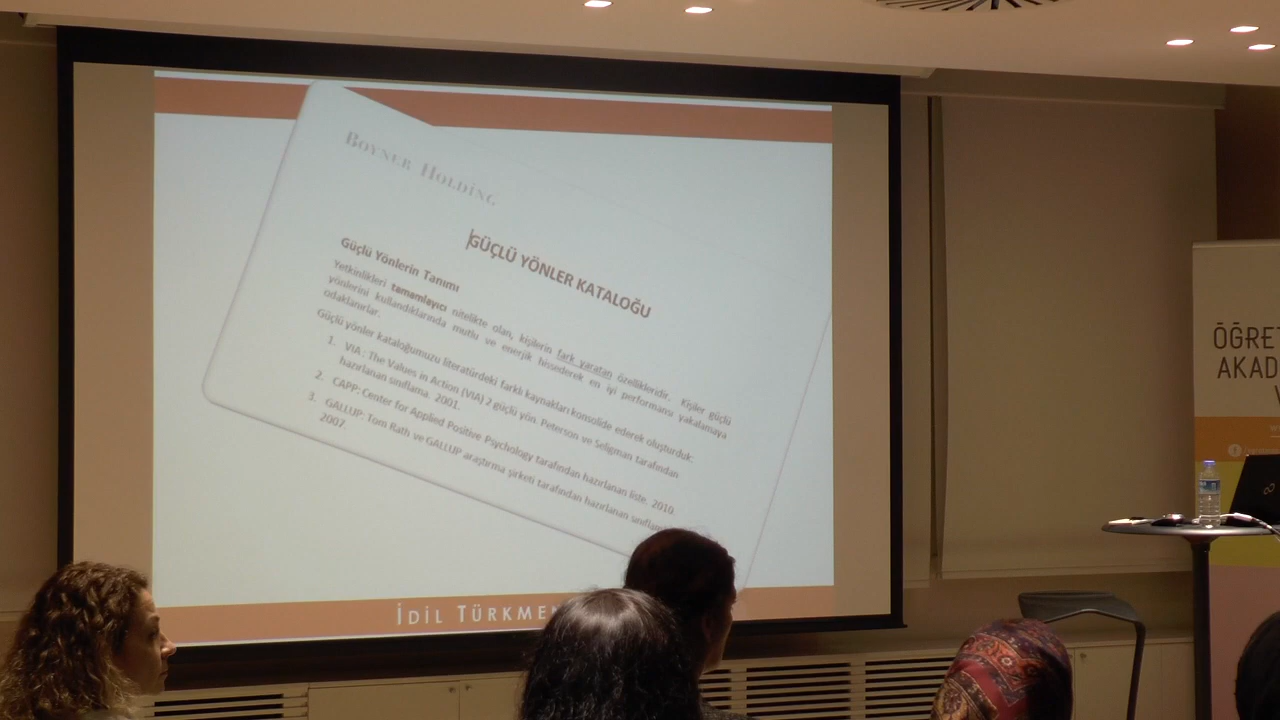 BOYNER HOLDING
GÜÇLÜ YÖNLER KATALOĞU
Güçlü Yönlerin Tanımı
Yetkinlikleri tamamlayıcı nitelikte olan, kişilerin fark yaratan özellikleridir. Kişiler güçlü
yönlerini kullandıklarında mutlu ve enerjik hissederek en iyi performansı yakalamaya
odaklanırlar.
Güçlü yönler kataloğumuzu literatürdeki farklı kaynakları konsolide ederek oluşturduk.
1. VIA : The Values in Action (VIA) 2 güçlü yön. Peterson ve Seligman tarafından
hazırlanan sınıflama. 2001.
2. CAPP: Center for Applied Positive Psychology tarafından hazırlanan liste. 2010.
3. GALLUP: Tom Rath ve GALLUP araştırma şirketi tarafından hazırlanan
2007.
İDİL TÜRKMEN
ÖĞRE
AKAD